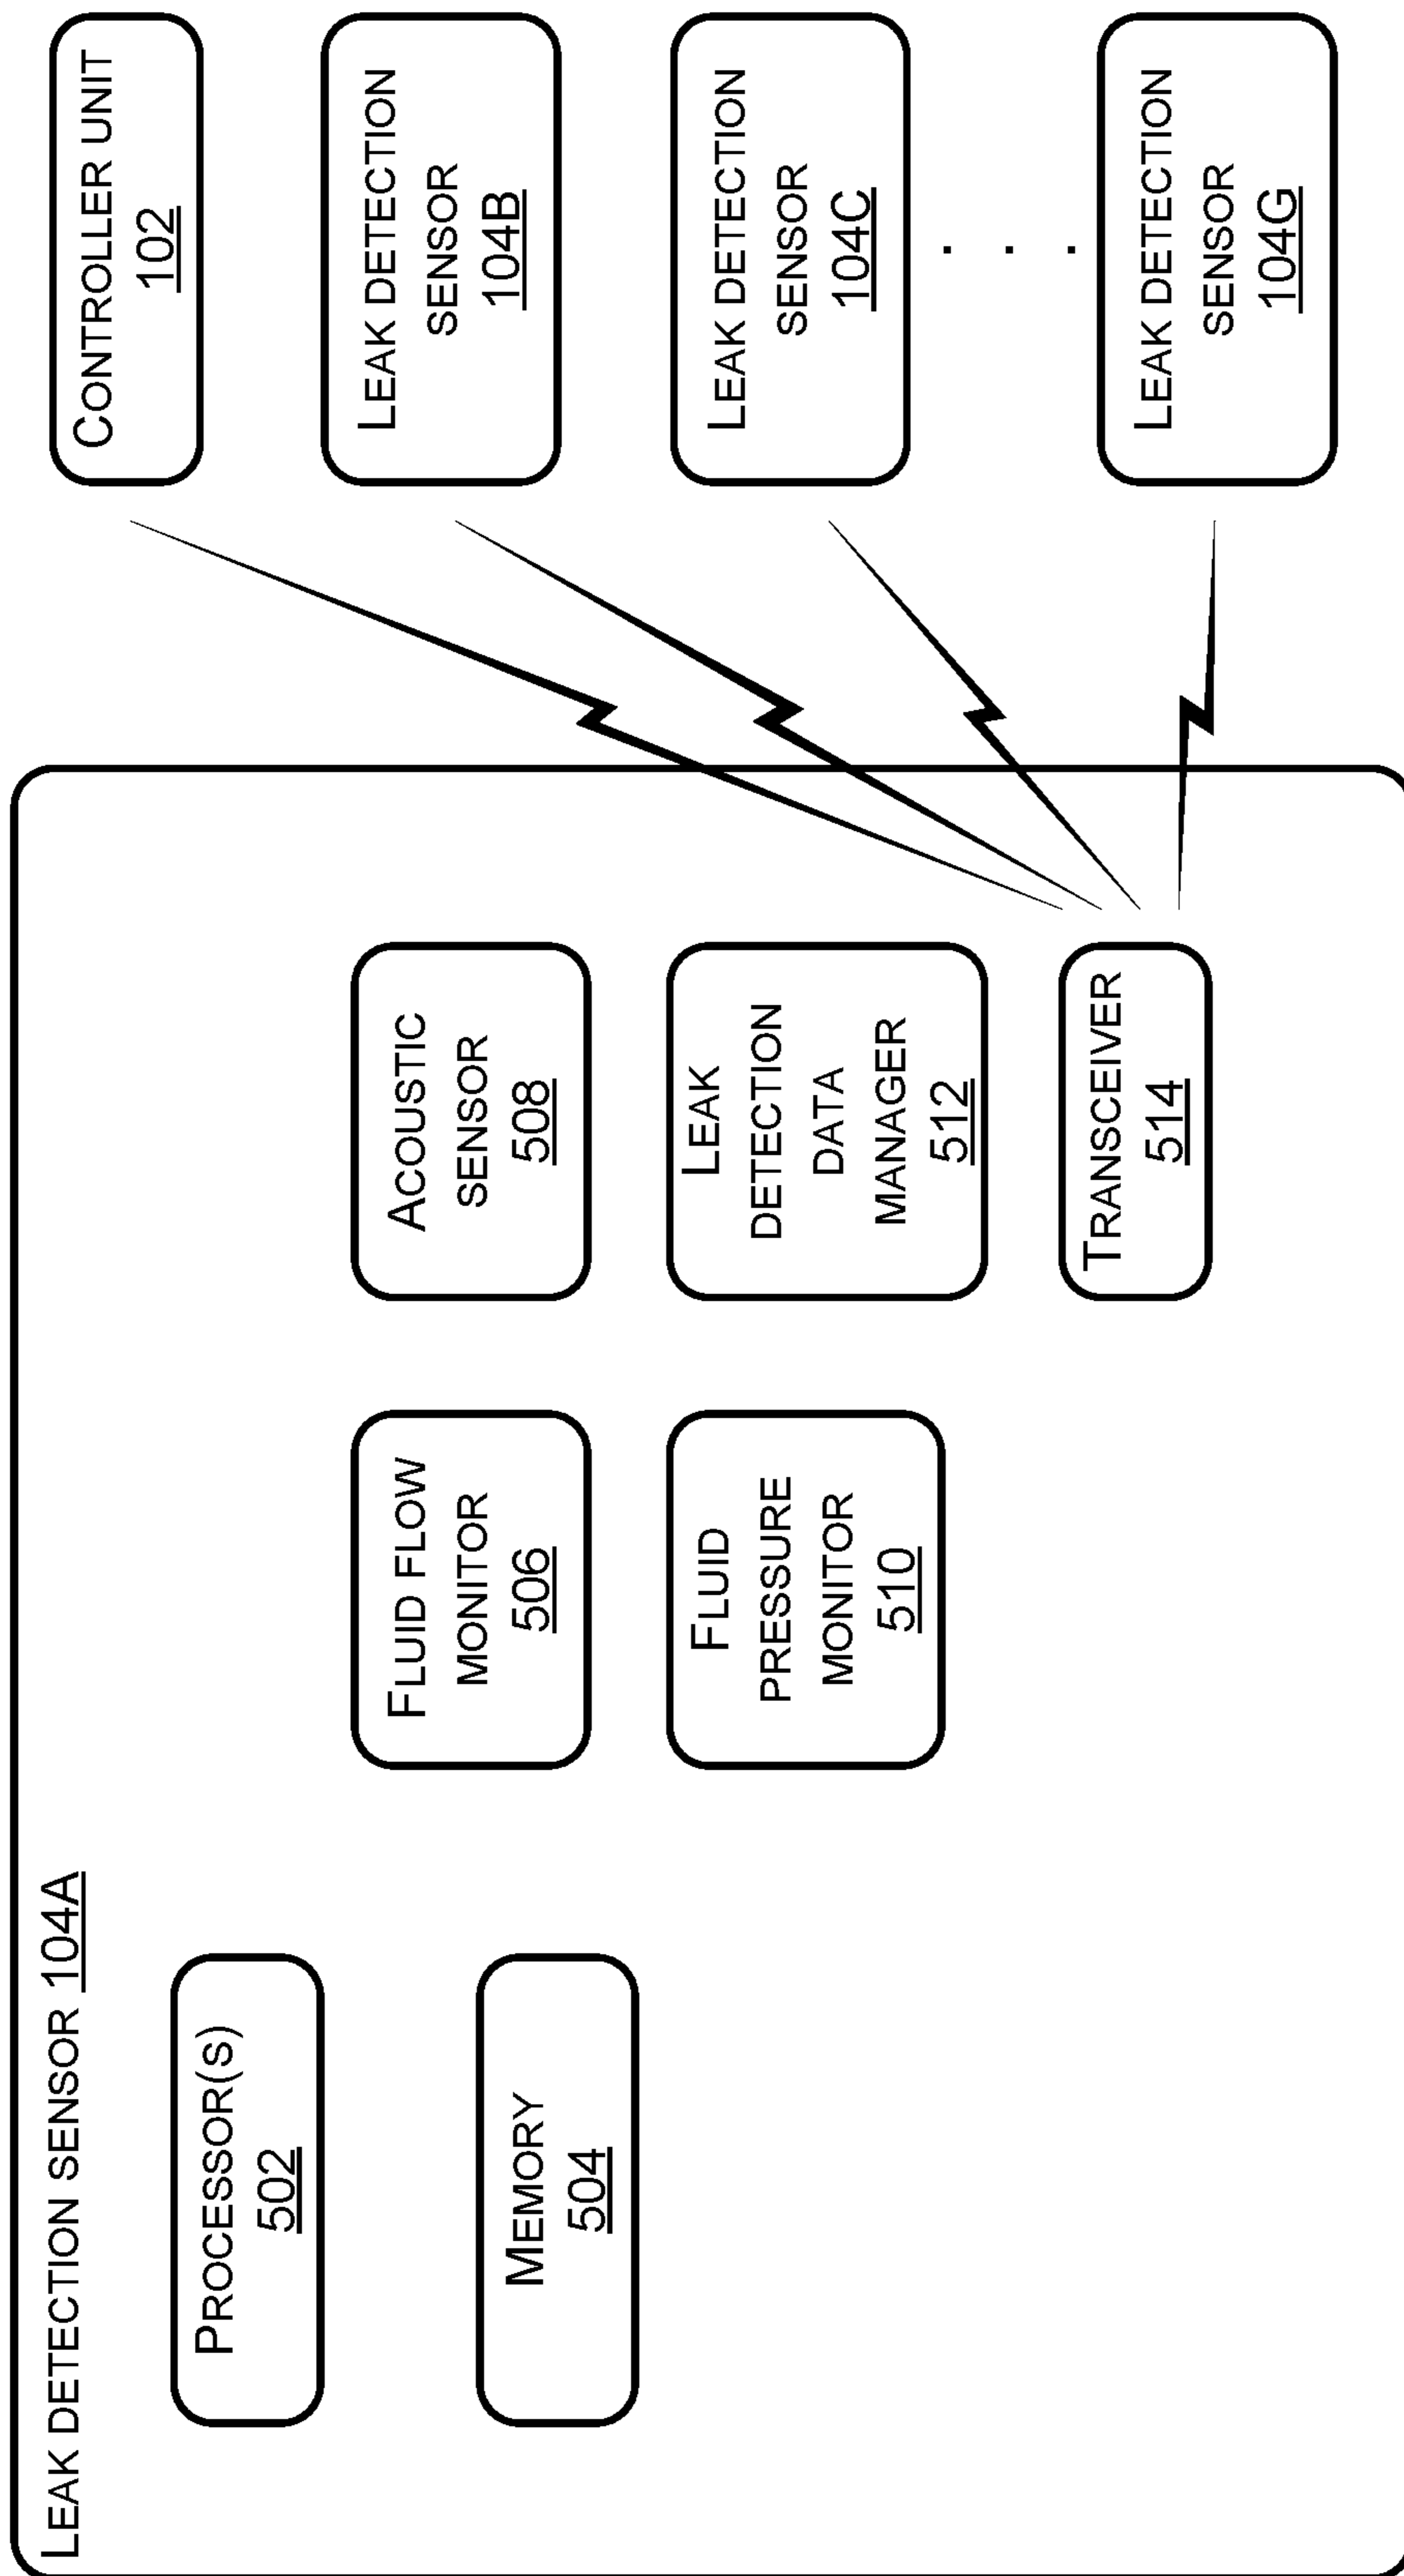 LEAK DETECTION SENSOR 104A
PROCESSOR(S)
502
MEMORY
504
FLUID FLOW
MONITOR
506
ACOUSTIC
SENSOR
508
FLUID
PRESSURE
MONITOR
510
LEAK
DETECTION
DATA
MANAGER
512
TRANSCEIVER
514
CONTROLLER UNIT
102
LEAK DETECTION
SENSOR
104B
LEAK DETECTION
SENSOR
104C
. . .
LEAK DETECTION
SENSOR
104G